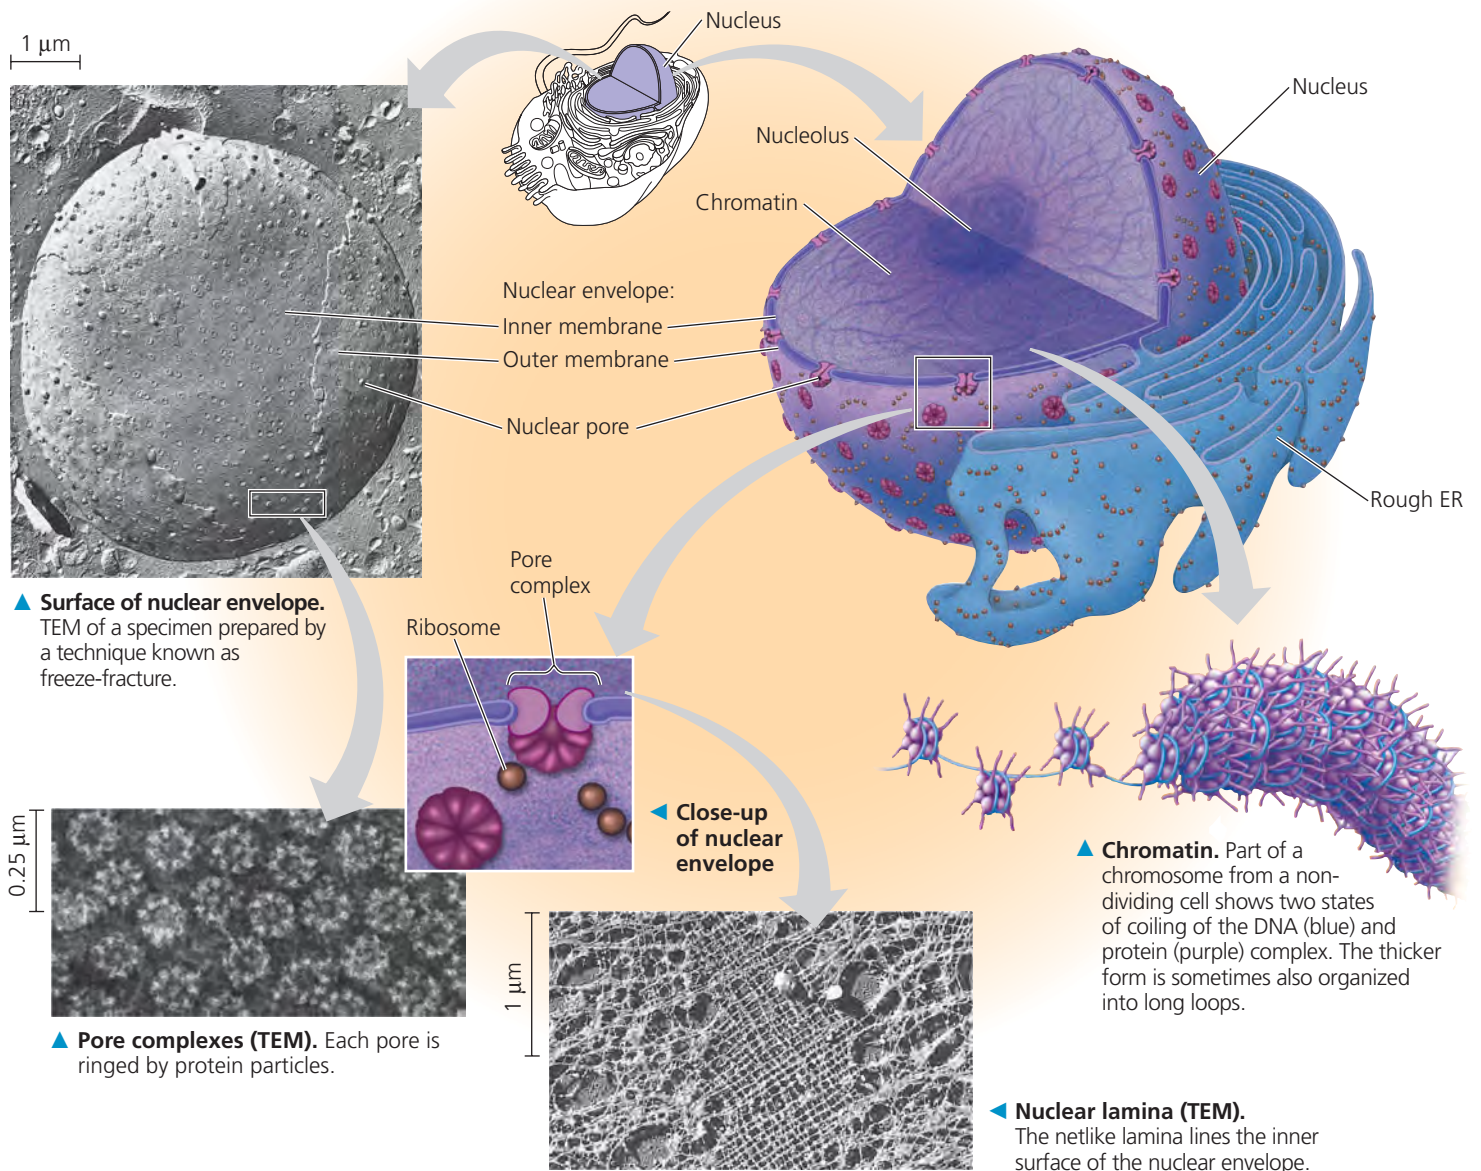 1 μm
Nucleus
Nucleus
Nucleolus
Chromatin
Nuclear envelope:
Inner membrane
Outer membrane
Nuclear pore
Rough ER
▲ Surface of nuclear envelope.
TEM of a specimen prepared by
a technique known as
freeze-fracture.
Pore
complex
Ribosome
◀ Close-up
of nuclear
envelope
0.25 μm
▲ Pore complexes (TEM). Each pore is
ringed by protein particles.
1 μm
▲ Chromatin. Part of a
chromosome from a non-
dividing cell shows two states
of coiling of the DNA (blue) and
protein (purple) complex. The thicker
form is sometimes also organized
into long loops.
◀ Nuclear lamina (TEM).
The netlike lamina lines the inner
surface of the nuclear envelope.